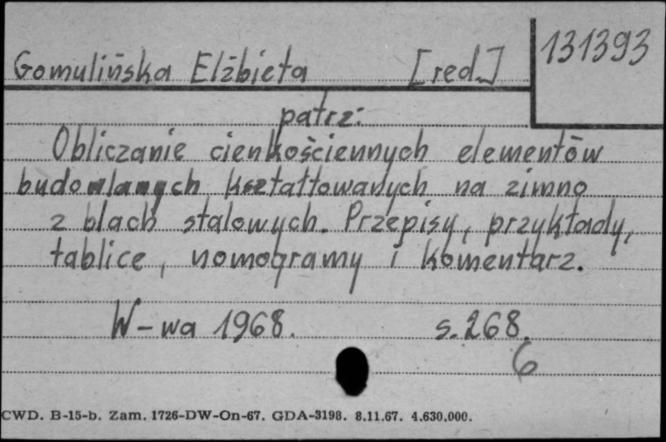 131393
Gomulińska Elżbieta [red.]
patrz:
Obliczanie cienkościennych elementów
budowlanych kształtowanych na zimno
z blach stalowych. Przepisy, przykłady,
tablice, nomogramy i komentarz.
W-wa 1968. s. 268.
6
CWD. B-15-b. Zam. 1726-DW-On-67. GDA-3198. 8.11.67. 4.630.000.